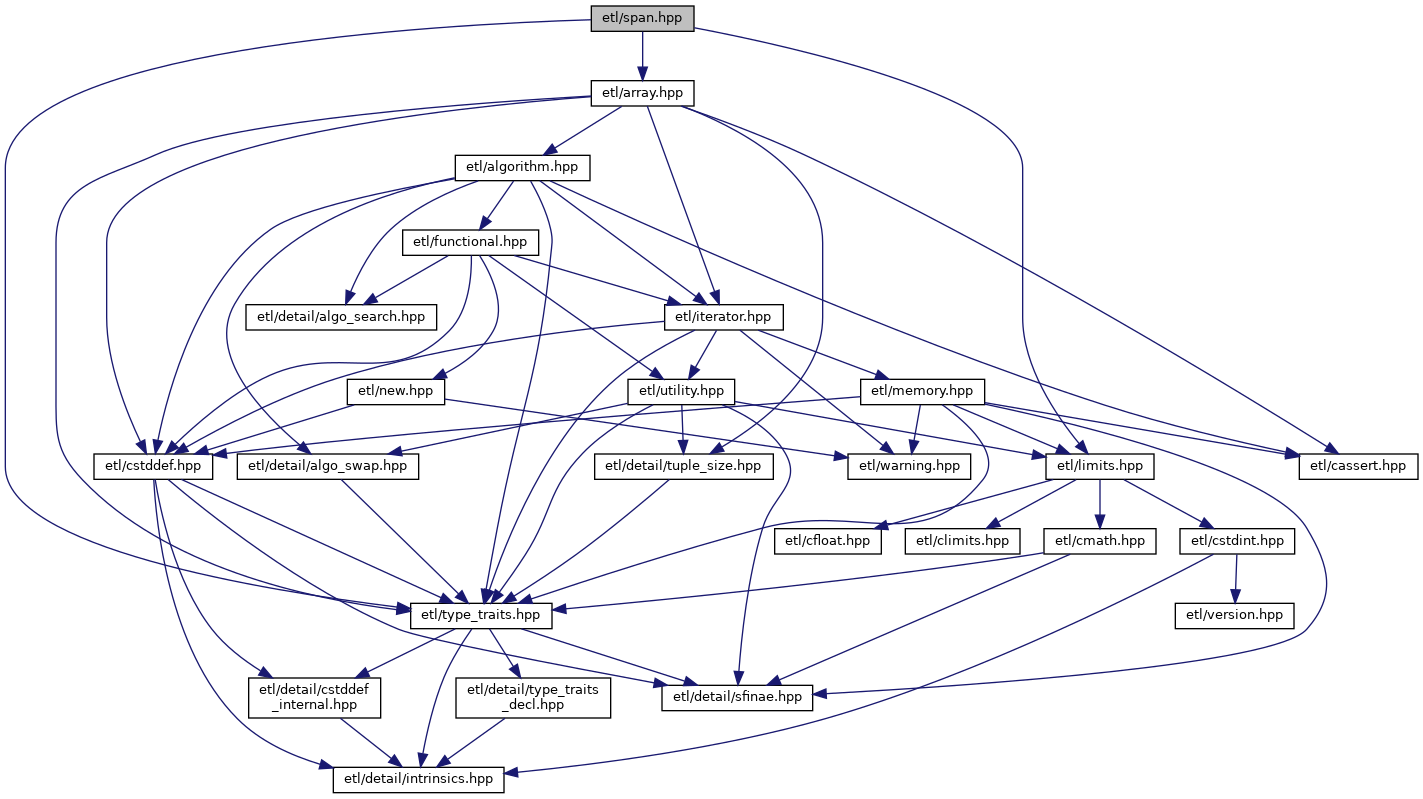 etl/span.hpp
etl/array.hpp
etl/algorithm.hpp
etl/functional.hpp
etl/detail/algo_search.hpp
etl/iterator.hpp
etl/new.hpp
etl/utility.hpp
etl/memory.hpp
etl/cstddef.hpp
etl/detail/algo_swap.hpp
etl/detail/tuple_size.hpp
etl/warning.hpp
etl/limits.hpp
etl/cassert.hpp
etl/cfloat.hpp
etl/climits.hpp
etl/cmath.hpp
etl/cstdint.hpp
etl/type_traits.hpp
etl/version.hpp
etl/detail/cstddef
_internal.hpp
etl/detail/type_traits
_decl.hpp
etl/detail/sfinae.hpp
etl/detail/intrinsics.hpp